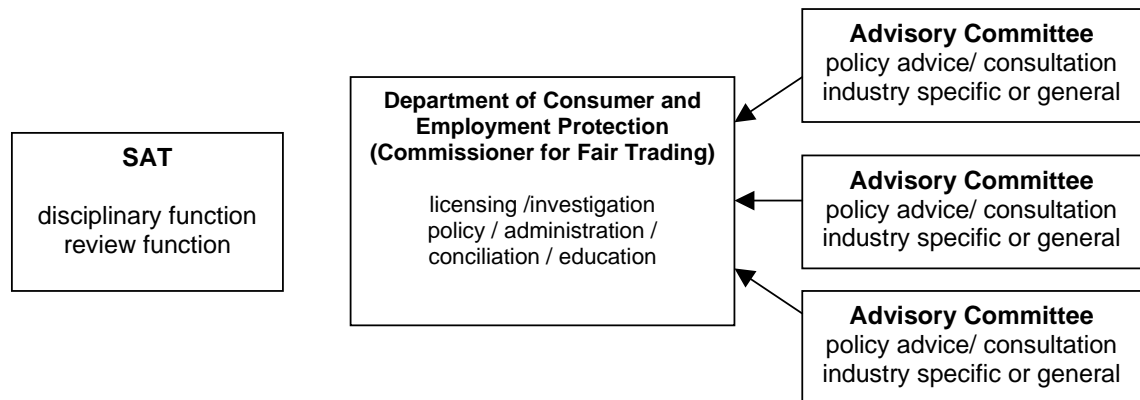 SAT
disciplinary function
review function
Department of Consumer and
Employment Protection
(Commissioner for Fair Trading)
licensing /investigation
policy / administration /
conciliation / education
Advisory Committee
policy advice/ consultation
industry specific or general
Advisory Committee
policy advice/ consultation
industry specific or general
Advisory Committee
policy advice/ consultation
industry specific or general